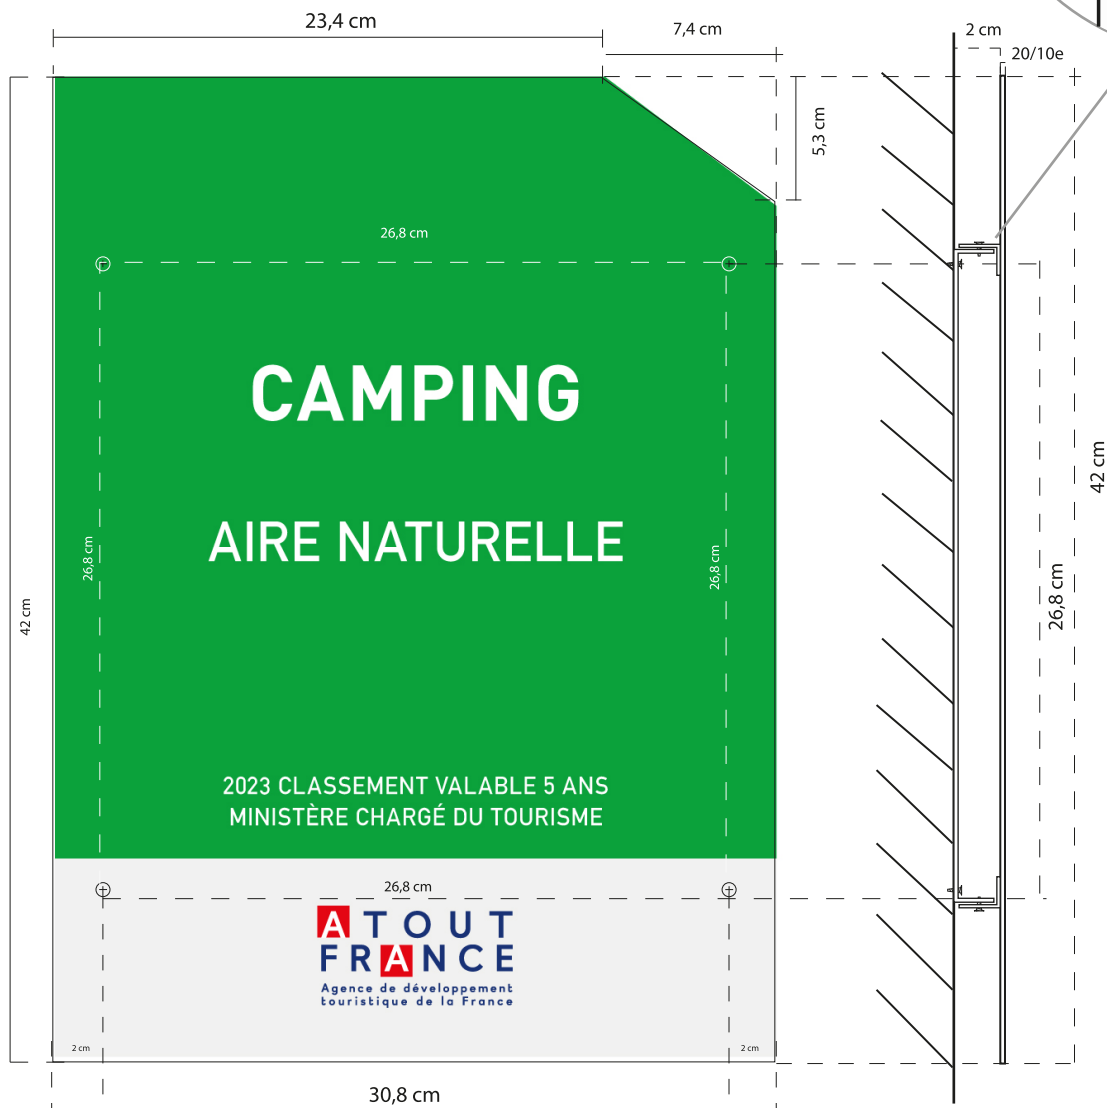 23,4 cm
7,4 cm
2 cm
20/10e
5,3 cm
26,8 cm
CAMPING
AIRE NATURELLE
26,8 cm
26,8 cm
42 cm
42 cm
26,8 cm
2023 CLASSEMENT VALABLE 5 ANS
MINISTÈRE CHARGÉ DU TOURISME
26,8 cm
ATOUT
FRANCE
Agence de développement
touristique de la France
2 cm
2 cm
30,8 cm